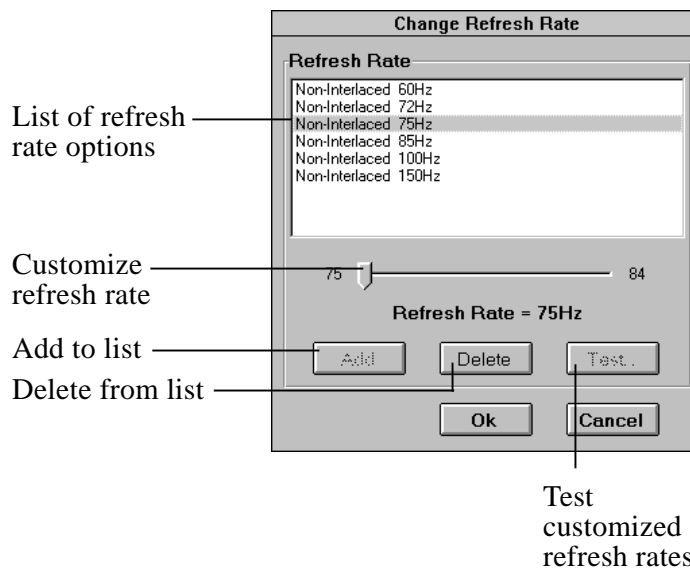 Change Refresh Rate
Refresh Rate
Non-Interlaced 60Hz
Non-Interlaced 72Hz
Non-Interlaced 75Hz
Non-Interlaced 85Hz
Non-Interlaced 100Hz
Non-Interlaced 150Hz
List of refresh
rate options
Customize
refresh rate
75
84
Refresh Rate = 75Hz
Add to list
Add
Delete
Test..
Delete from list
Ok
Cancel
Test
customized
refresh rates